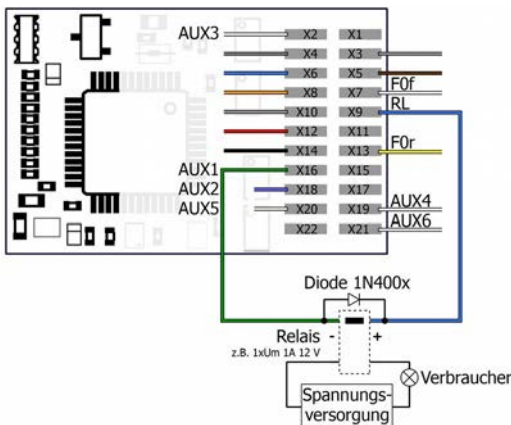 AUX3 X2 X1
X4 X3
X6 X5
X8 X7 F0f
X10 X9 RL
X12 X11
X14 X13 F0r
AUX1 X16 X15
AUX2 X18 X17
AUX5 X20 X19 AUX4
X22 X21 AUX6
Diode 1N400x
Relais - +
z.B. 1xUm 1A 12 V
Verbraucher
Spannungs-
versorgung